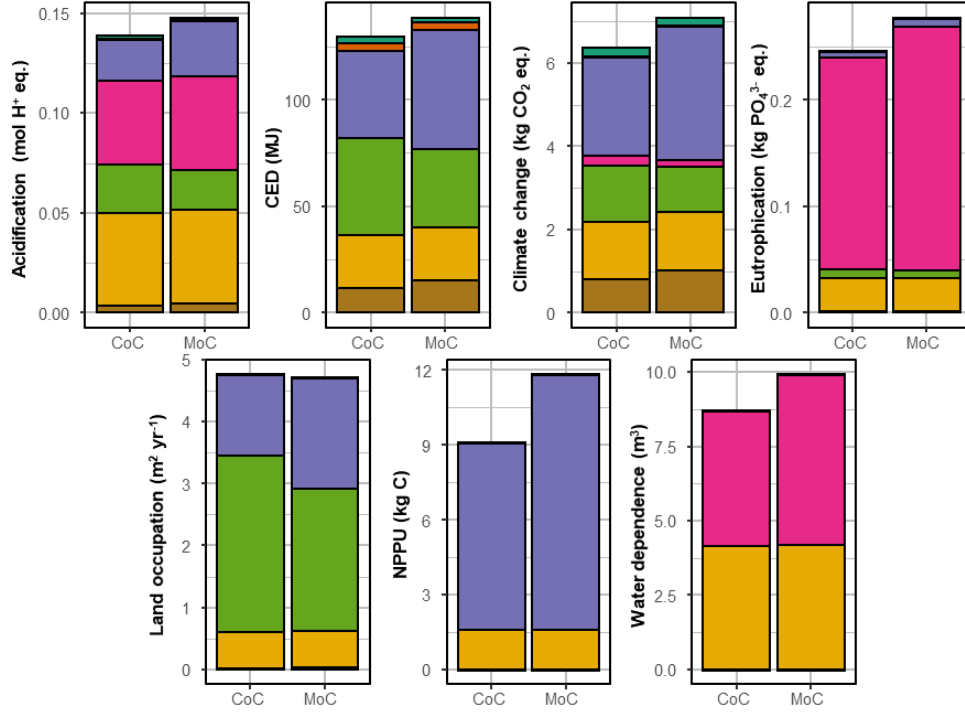 Acidification (mol H⁺ eq.)
0.15
0.10
0.05
0.00
CoC
MoC
CED (MJ)
100
50
0
CoC
MoC
Climate change (kg CO₂ eq.)
6
4
2
0
CoC
MoC
Eutrophication (kg PO₄³⁻ eq.)
0.2
0.1
0.0
CoC
MoC
Land occupation (m² yr⁻¹)
5
4
3
2
1
0
CoC
MoC
NPPU (kg C)
12
9
6
3
0
CoC
MoC
Water dependence (m³)
10.0
7.5
5.0
2.5
0.0
CoC
MoC